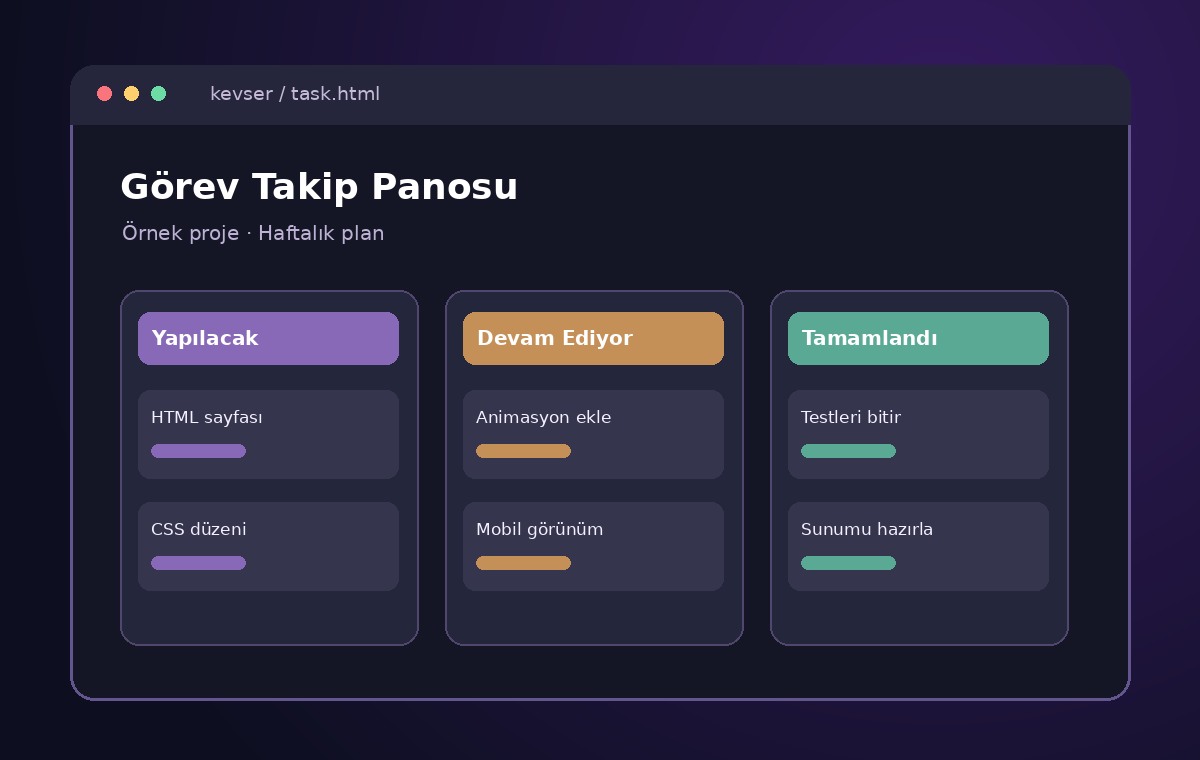 kevser / task.html
Görev Takip Panosu
Örnek proje · Haftalık plan
Yapılacak
HTML sayfası
CSS düzeni
Devam Ediyor
Animasyon ekle
Mobil görünüm
Tamamlandı
Testleri bitir
Sunumu hazırla